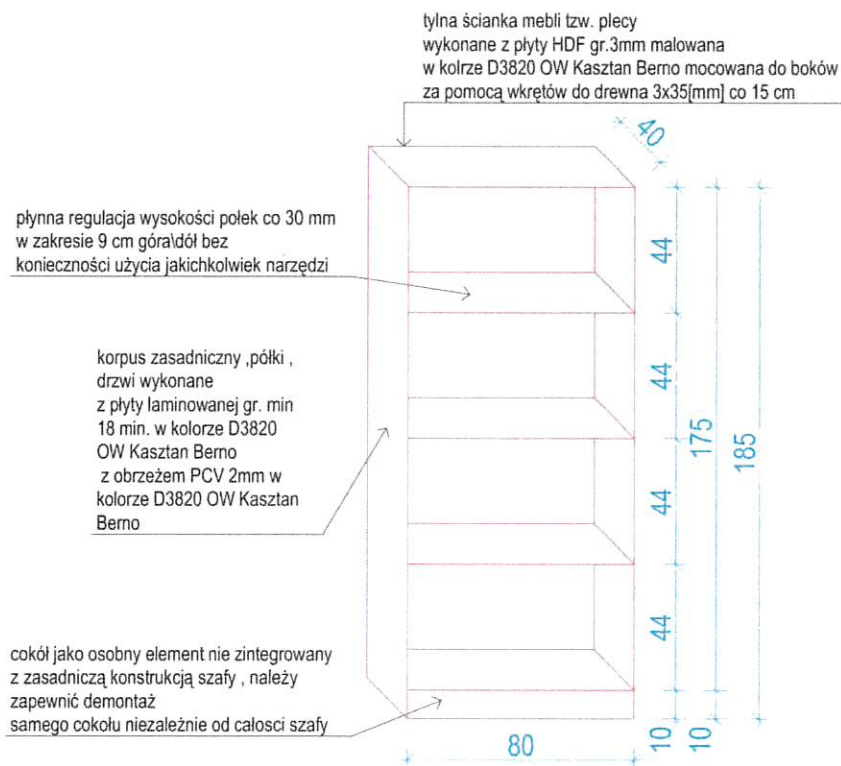 tylna ścianka mebli tzw. plecy
wykonane z płyty HDF gr.3mm malowana
w kolrze D3820 OW Kasztan Berno mocowana do boków
za pomocą wkrętów do drewna 3x35[mm] co 15 cm
40
płynna regulacja wysokości połek co 30 mm
w zakresie 9 cm góra\dół bez
konieczności użycia jakichkolwiek narzędzi
44
korpus zasadniczy ,półki ,
drzwi wykonane
z płyty laminowanej gr. min
18 min. w kolorze D3820
OW Kasztan Berno
z obrzeżem PCV 2mm w
kolorze D3820 OW Kasztan
Berno
44
175
185
44
44
cokół jako osobny element nie zintegrowany
z zasadniczą konstrukcją szafy , należy
zapewnić demontaż
samego cokołu niezależnie od całosci szafy
80
10
10